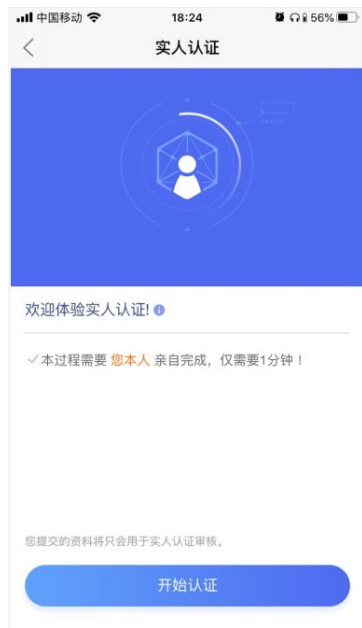 中国移动 18:24 56%
实人认证
欢迎体验实人认证!
✓本过程需要 您本人 亲自完成，仅需要1分钟！
您提交的资料将只会用于实人认证审核。
开始认证